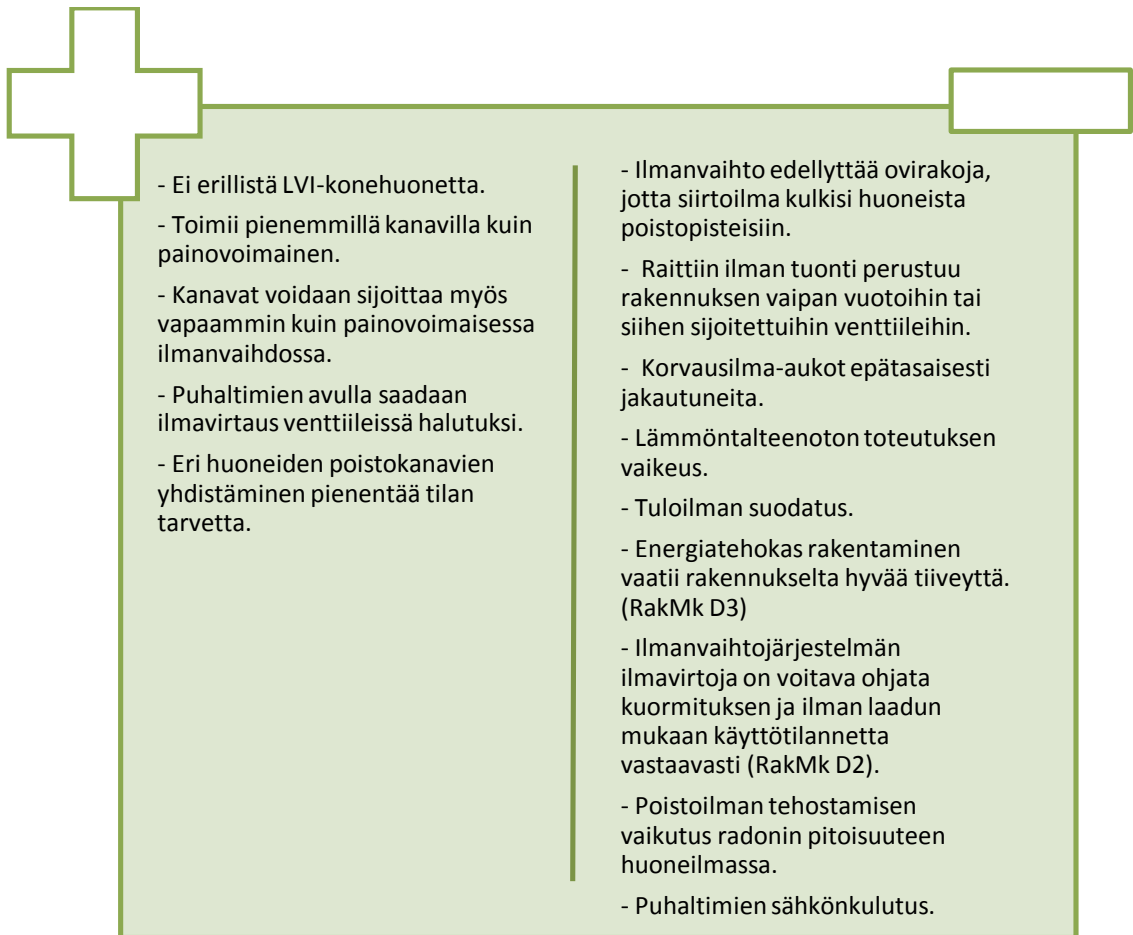 - Ei erillistä LVI-konehuonetta.
- Toimii pienemmillä kanavilla kuin
painovoimainen.
- Kanavat voidaan sijoittaa myös
vapaammin kuin painovoimaisessa
ilmanvaihdossa.
- Puhaltimien avulla saadaan
ilmavirtaus venttiileissä halutuksi.
- Eri huoneiden poistokanavien
yhdistäminen pienentää tilan
tarvetta.
- Ilmanvaihto edellyttää ovirakoja,
jotta siirtoilma kulkisi huoneista
poistopisteisiin.
- Raittiin ilman tuonti perustuu
rakennuksen vaipan vuotoihin tai
siihen sijoitettuihin venttiileihin.
- Korvausilma-aukot epätasaisesti
jakautuneita.
- Lämmöntalteenoton toteutuksen
vaikeus.
- Tuloilman suodatus.
- Energiatehokas rakentaminen
vaatii rakennukselta hyvää tiiveyttä.
(RakMk D3)
- Ilmanvaihtojärjestelmän
ilmavirtoja on voitava ohjata
kuormituksen ja ilman laadun
mukaan käyttötilannetta
vastaavasti (RakMk D2).
- Poistoilman tehostamisen
vaikutus radonin pitoisuuteen
huoneilmassa.
- Puhaltimien sähkönkulutus.